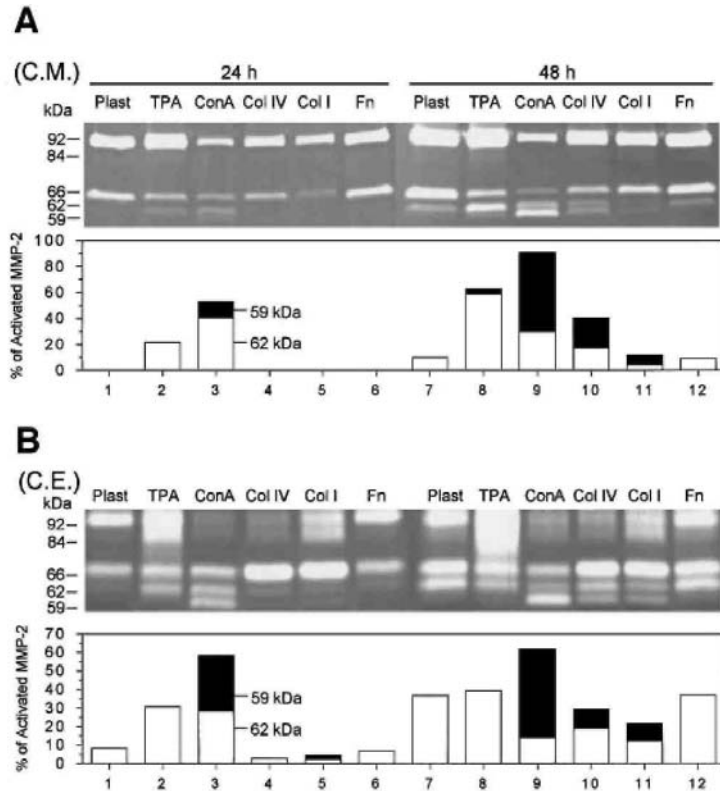 A
(C.M.)
24 h 48 h
kDa Plast TPA ConA Col IV Col I Fn Plast TPA ConA Col IV Col I Fn
92
84
66
62
59
% of Activated MMP-2
100
80
60
40
20
0
59 kDa
62 kDa
1 2 3 4 5 6 7 8 9 10 11 12
B
(C.E.)
kDa Plast TPA ConA Col IV Col I Fn Plast TPA ConA Col IV Col I Fn
92
84
66
62
59
% of Activated MMP-2
70
60
50
40
30
20
10
0
59 kDa
62 kDa
1 2 3 4 5 6 7 8 9 10 11 12